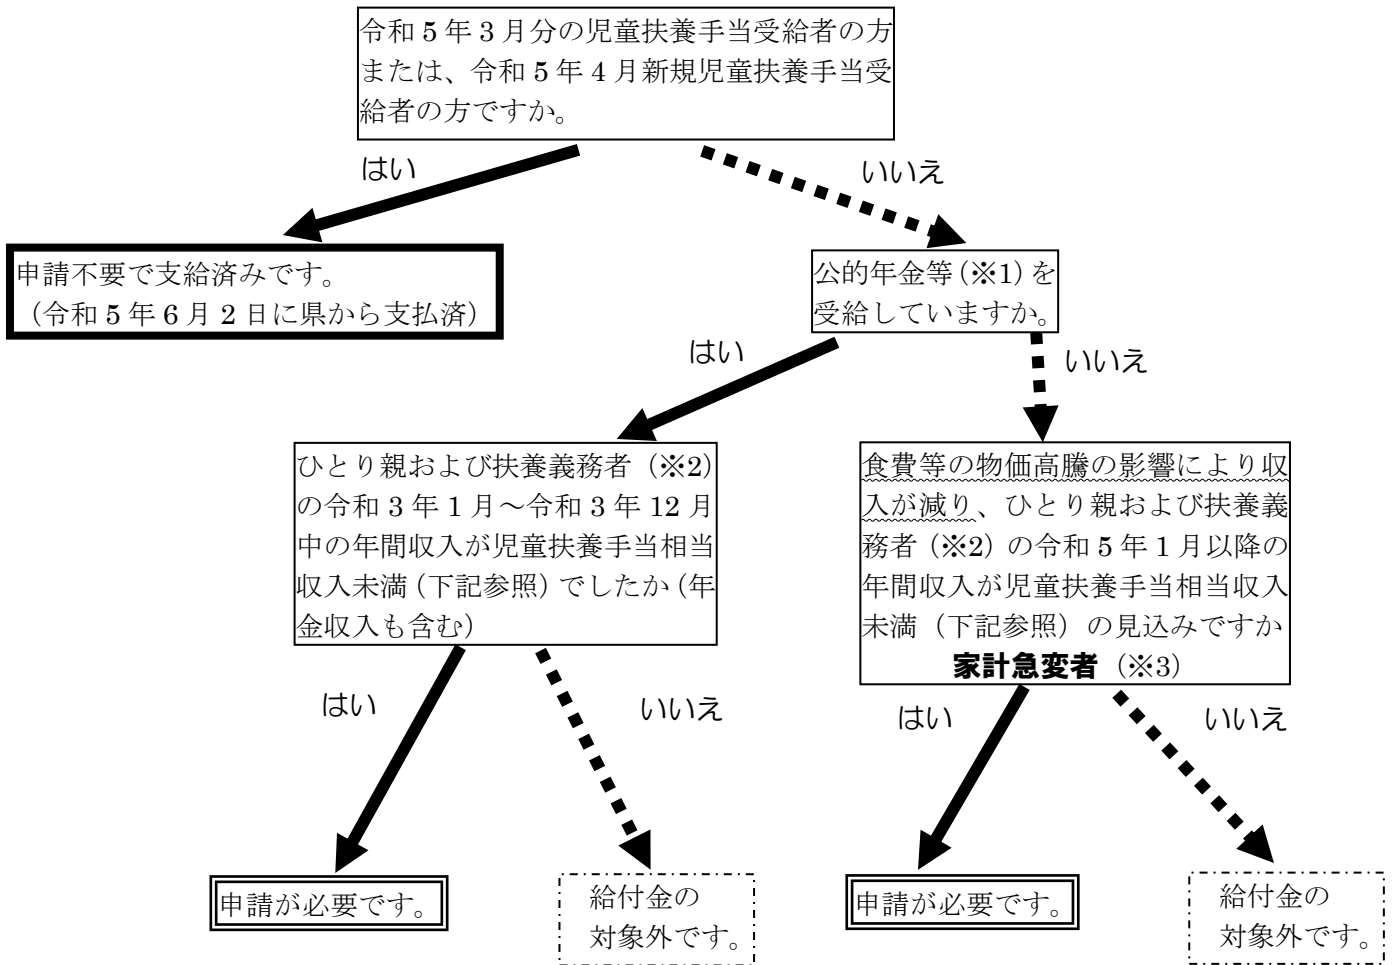 令和5年3月分の児童扶養手当受給者の方
または、令和5年4月新規児童扶養手当受
給者の方ですか。
はい
いいえ
申請不要で支給済みです。
（令和5年6月2日に県から支払済）
公的年金等（※1）を
受給していますか。
はい
いいえ
ひとり親および扶養義務者（※2）
の令和3年1月～令和3年12月
中の年間収入が児童扶養手当相当
収入未満（下記参照）でしたか（年
金収入も含む）
食費等の物価高騰の影響により収
入が減り、ひとり親および扶養義
務者（※2）の令和5年1月以降の
年間収入が児童扶養手当相当収入
未満（下記参照）の見込みですか
家計急変者（※3）
はい
いいえ
はい
いいえ
申請が必要です。
給付金の
対象外です。
申請が必要です。
給付金の
対象外です。